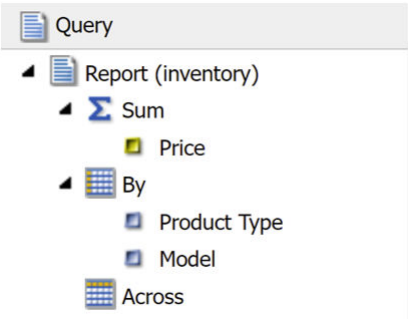 Query
Report (inventory)
Sum
Price
By
Product Type
Model
Across